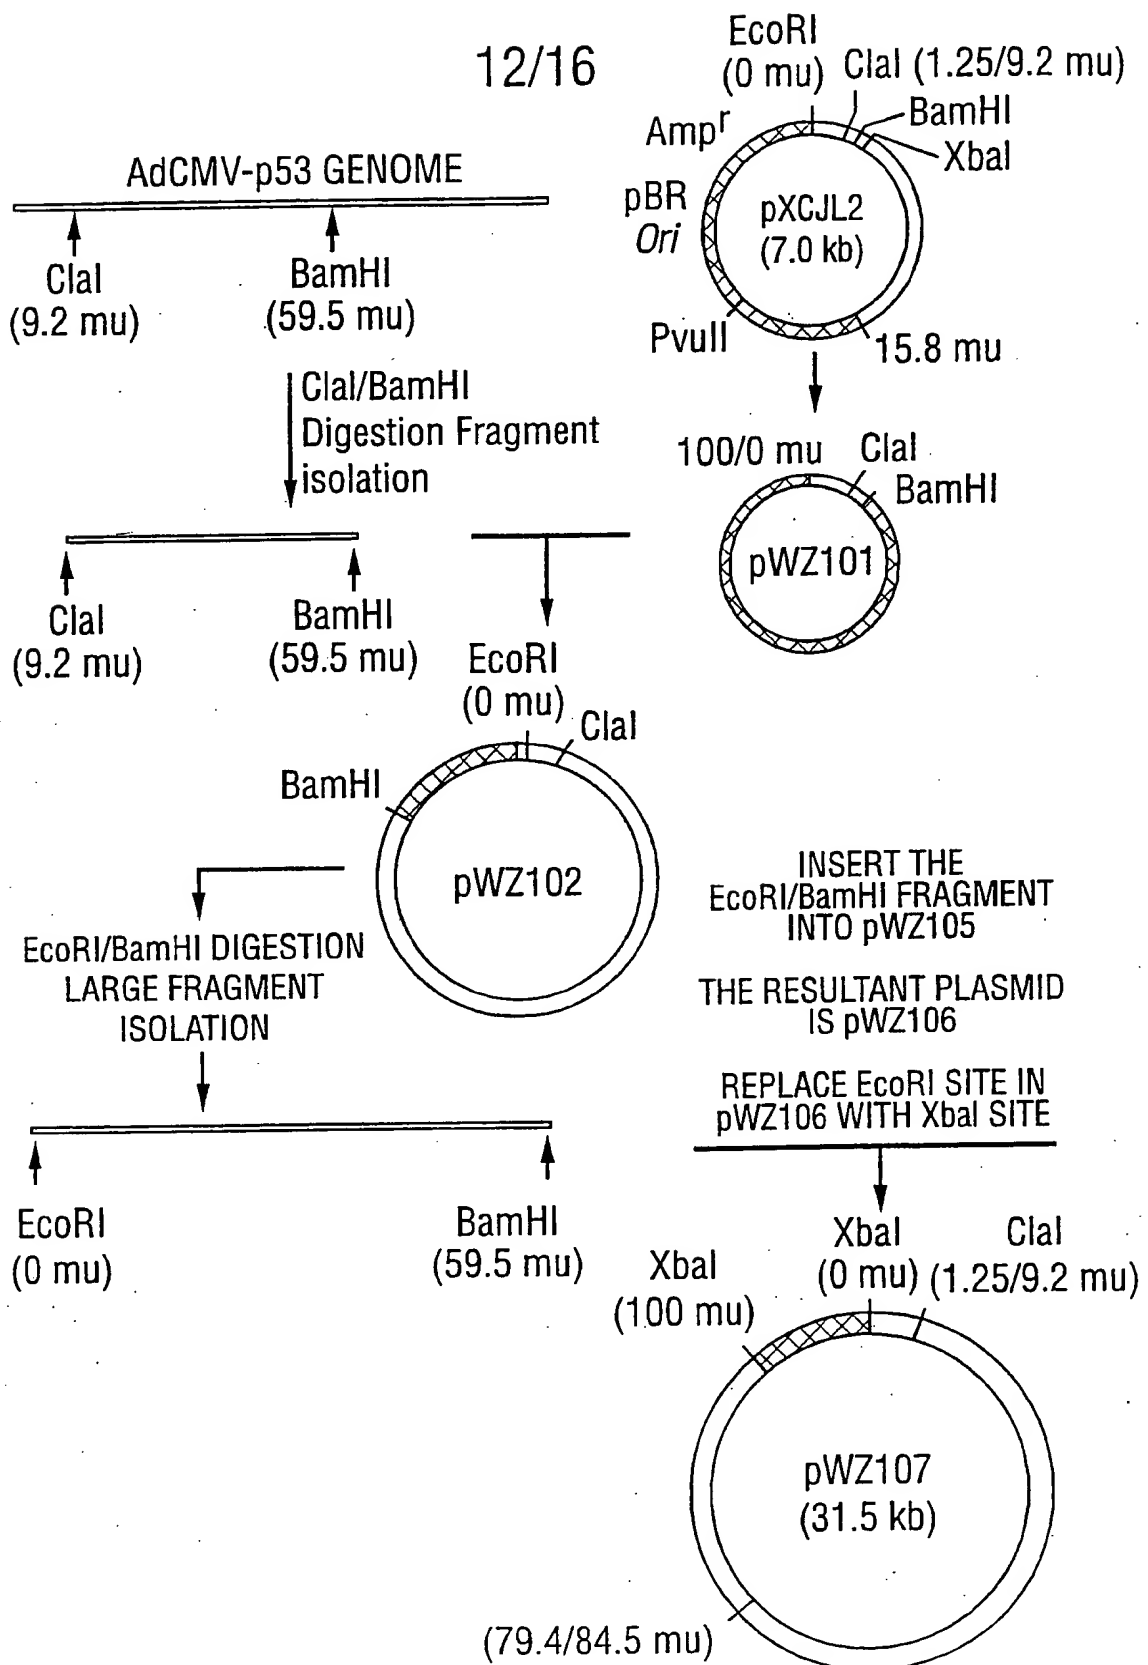 12/16
EcoRI
(0 mu)
ClaI (1.25/9.2 mu)
BamHI
XbaI
Ampr
pBR
Ori
pXCJL2
(7.0 kb)
PvuII
15.8 mu
AdCMV-p53 GENOME
ClaI
(9.2 mu)
BamHI
(59.5 mu)
ClaI/BamHI
Digestion Fragment
isolation
100/0 mu
ClaI
BamHI
pWZ101
ClaI
(9.2 mu)
BamHI
(59.5 mu)
EcoRI
(0 mu)
ClaI
BamHI
pWZ102
EcoRI/BamHI DIGESTION
LARGE FRAGMENT
ISOLATION
EcoRI
(0 mu)
BamHI
(59.5 mu)
INSERT THE
EcoRI/BamHI FRAGMENT
INTO pWZ105
THE RESULTANT PLASMID
IS pWZ106
REPLACE EcoRI SITE IN
pWZ106 WITH XbaI SITE
XbaI
(100 mu)
XbaI
(0 mu)
ClaI
(1.25/9.2 mu)
pWZ107
(31.5 kb)
(79.4/84.5 mu)